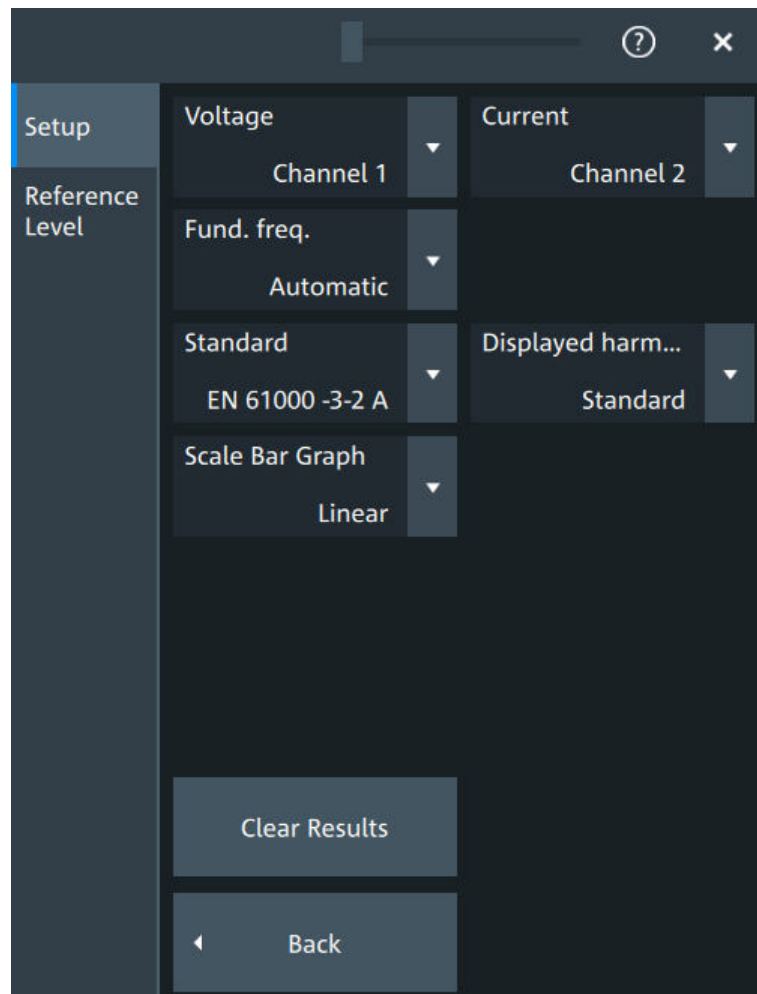 ?
Setup
Reference
Level
Voltage
Channel 1
Current
Channel 2
Fund. freq.
Automatic
Standard
EN 61000 -3-2 A
Displayed harm...
Standard
Scale Bar Graph
Linear
Clear Results
Back